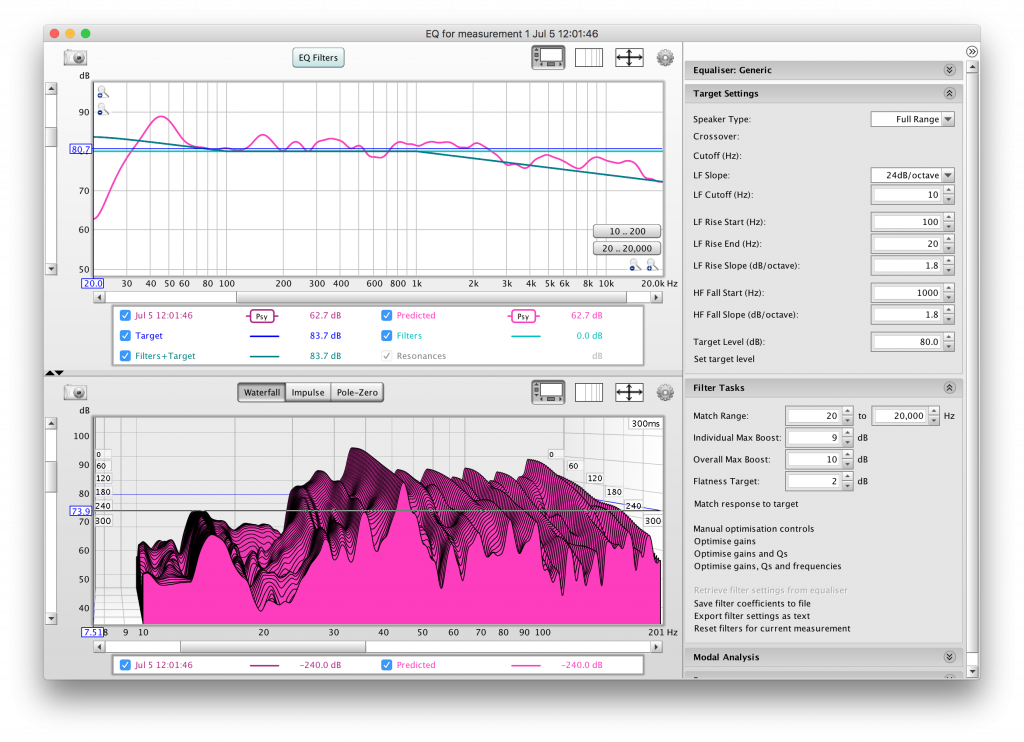 EQ for measurement 1 Jul 5 12:01:46
EQ Filters
dB
90
80.7
70
60
50
10 .. 200
20 .. 20,000
20.0 30 40 50 60 80 100 200 300 400 600 800 1k 2k 3k 4k 5k 6k 8k 10k 20.0k Hz
Jul 5 12:01:46 Psy 62.7 dB Predicted Psy 62.7 dB
Target 83.7 dB Filters 0.0 dB
Filters+Target 83.7 dB Resonances dB
Waterfall Impulse Pole-Zero
dB
300ms
100
90
80
73.9
70
60
50
40
0
60
120
180
240
300
0
60
120
180
240
300
7.51 8 9 10 20 30 40 50 60 70 80 90 100 201 Hz
Jul 5 12:01:46 -240.0 dB Predicted -240.0 dB
Equaliser: Generic
Target Settings
Speaker Type: Full Range
Crossover:
Cutoff (Hz):
LF Slope: 24dB/octave
LF Cutoff (Hz): 10
LF Rise Start (Hz): 100
LF Rise End (Hz): 20
LF Rise Slope (dB/octave): 1.8
HF Fall Start (Hz): 1000
HF Fall Slope (dB/octave): 1.8
Target Level (dB): 80.0
Set target level
Filter Tasks
Match Range: 20 to 20,000 Hz
Individual Max Boost: 9 dB
Overall Max Boost: 10 dB
Flatness Target: 2 dB
Match response to target
Manual optimisation controls
Optimise gains
Optimise gains and Qs
Optimise gains, Qs and frequencies
Retrieve filter settings from equaliser
Save filter coefficients to file
Export filter settings as text
Reset filters for current measurement
Modal Analysis